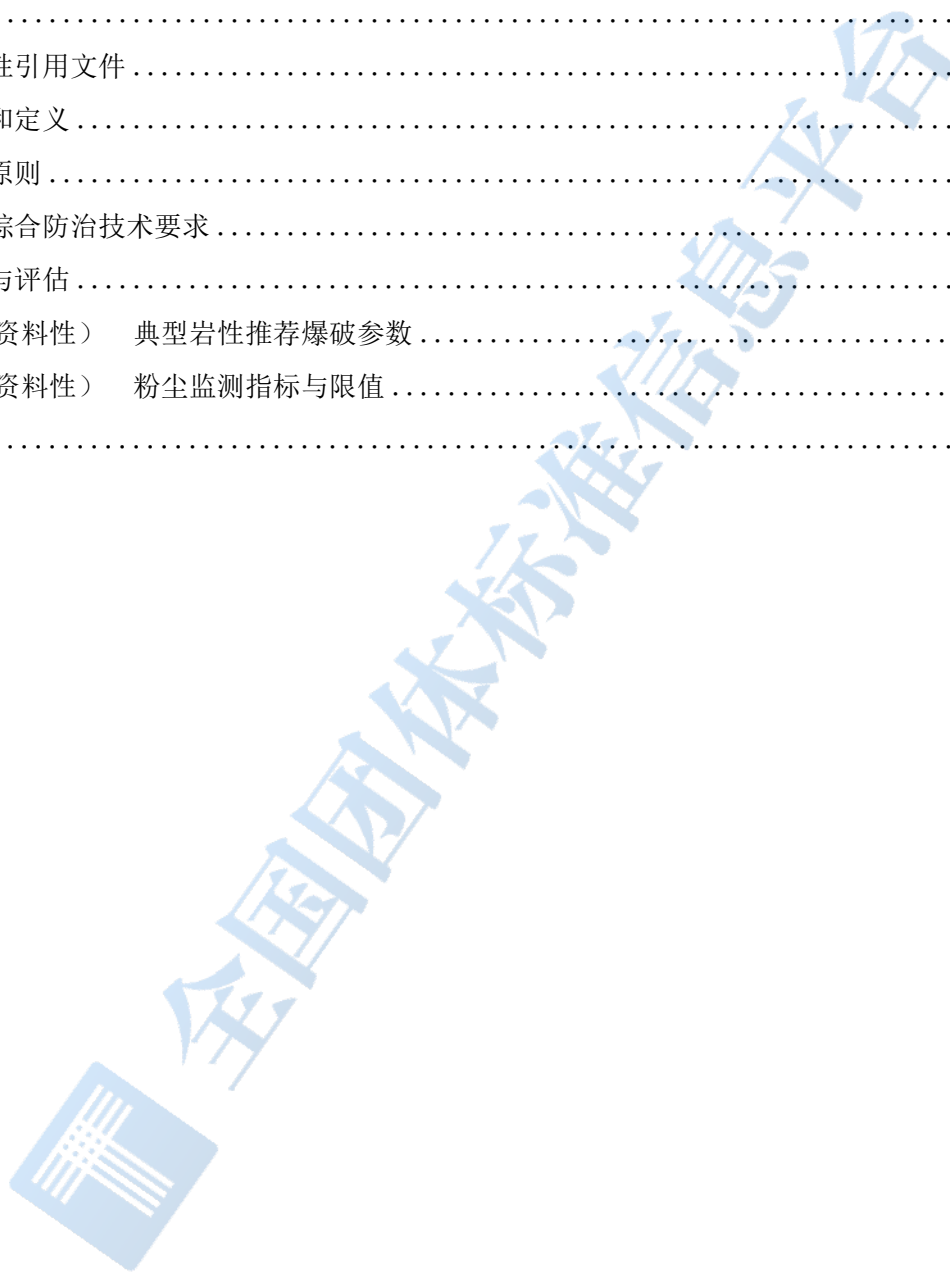 ................................................................
性引用文件................................................................
和定义................................................................
原则................................................................
综合防治技术要求................................................................
与评估................................................................
资料性） 典型岩性推荐爆破参数................................................................
资料性） 粉尘监测指标与限值................................................................
................................................................
全国团体标准信息平台